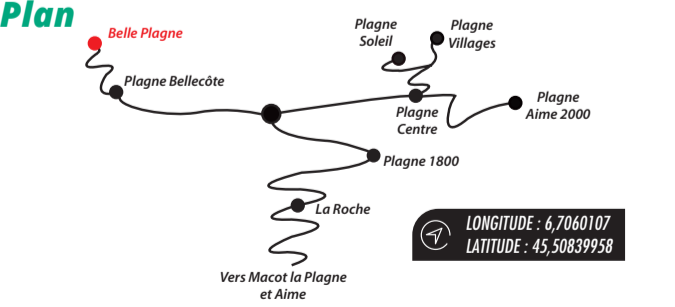 Plan
Belle Plagne
Plagne
Soleil
Plagne
Villages
Plagne Bellecôte
Plagne
Centre
Plagne
Aime 2000
Plagne 1800
La Roche
LONGITUDE : 6,7060107
LATITUDE : 45,50839958
Vers Macot la Plagne
et Aime